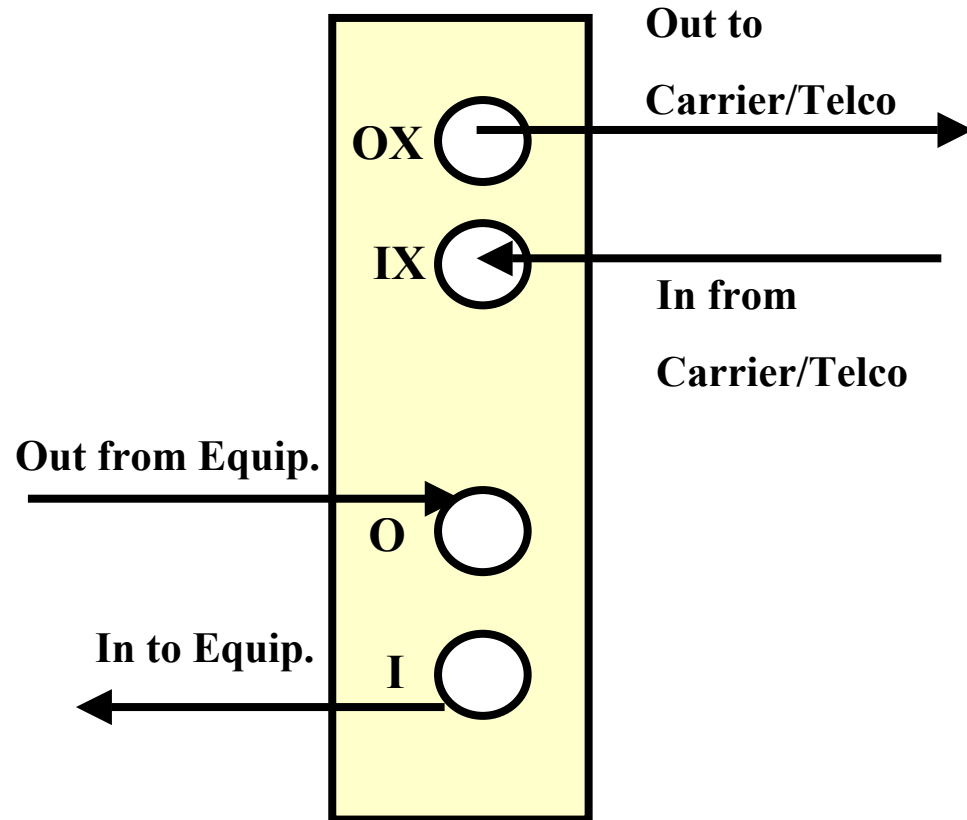 Out to
Carrier/Telco
OX
IX
In from
Carrier/Telco
Out from Equip.
O
In to Equip.
I